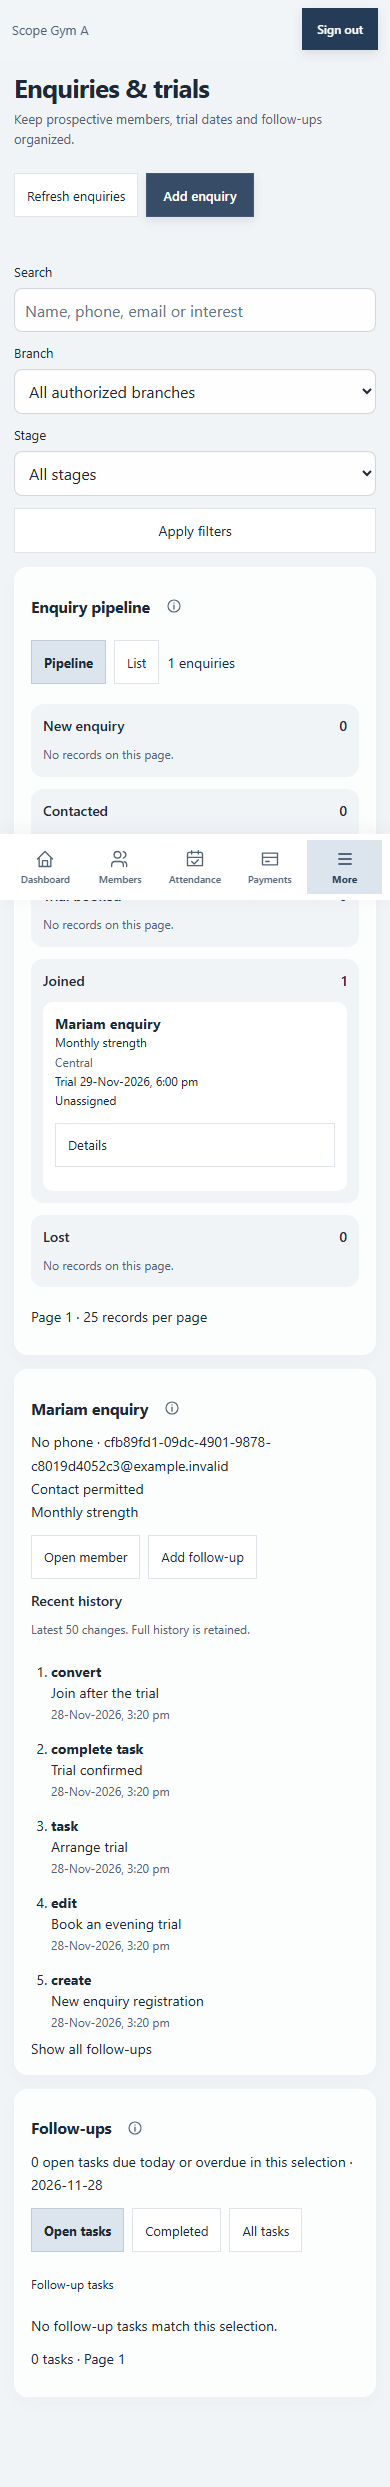 Scope Gym A
Sign out
Enquiries & trials
Keep prospective members, trial dates and follow-ups
organized.
Refresh enquiries
Add enquiry
Search
Name, phone, email or interest
Branch
All authorized branches
Stage
All stages
Apply filters
Enquiry pipeline
Pipeline
List
1 enquiries
New enquiry
0
No records on this page.
Contacted
0
Dashboard
Members
Attendance
Payments
More
No records on this page.
Joined
1
Mariam enquiry
Monthly strength
Central
Trial 29-Nov-2026, 6:00 pm
Unassigned
Details
Lost
0
No records on this page.
Page 1 · 25 records per page
Mariam enquiry
No phone · cfb89fd1-09dc-4901-9878-
c8019d4052c3@example.invalid
Contact permitted
Monthly strength
Open member
Add follow-up
Recent history
Latest 50 changes. Full history is retained.
1. convert
Join after the trial
28-Nov-2026, 3:20 pm
2. complete task
Trial confirmed
28-Nov-2026, 3:20 pm
3. task
Arrange trial
28-Nov-2026, 3:20 pm
4. edit
Book an evening trial
28-Nov-2026, 3:20 pm
5. create
New enquiry registration
28-Nov-2026, 3:20 pm
Show all follow-ups
Follow-ups
0 open tasks due today or overdue in this selection ·
2026-11-28
Open tasks
Completed
All tasks
Follow-up tasks
No follow-up tasks match this selection.
0 tasks · Page 1